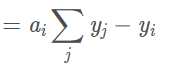 = a_i \sum_j y_j - y_i